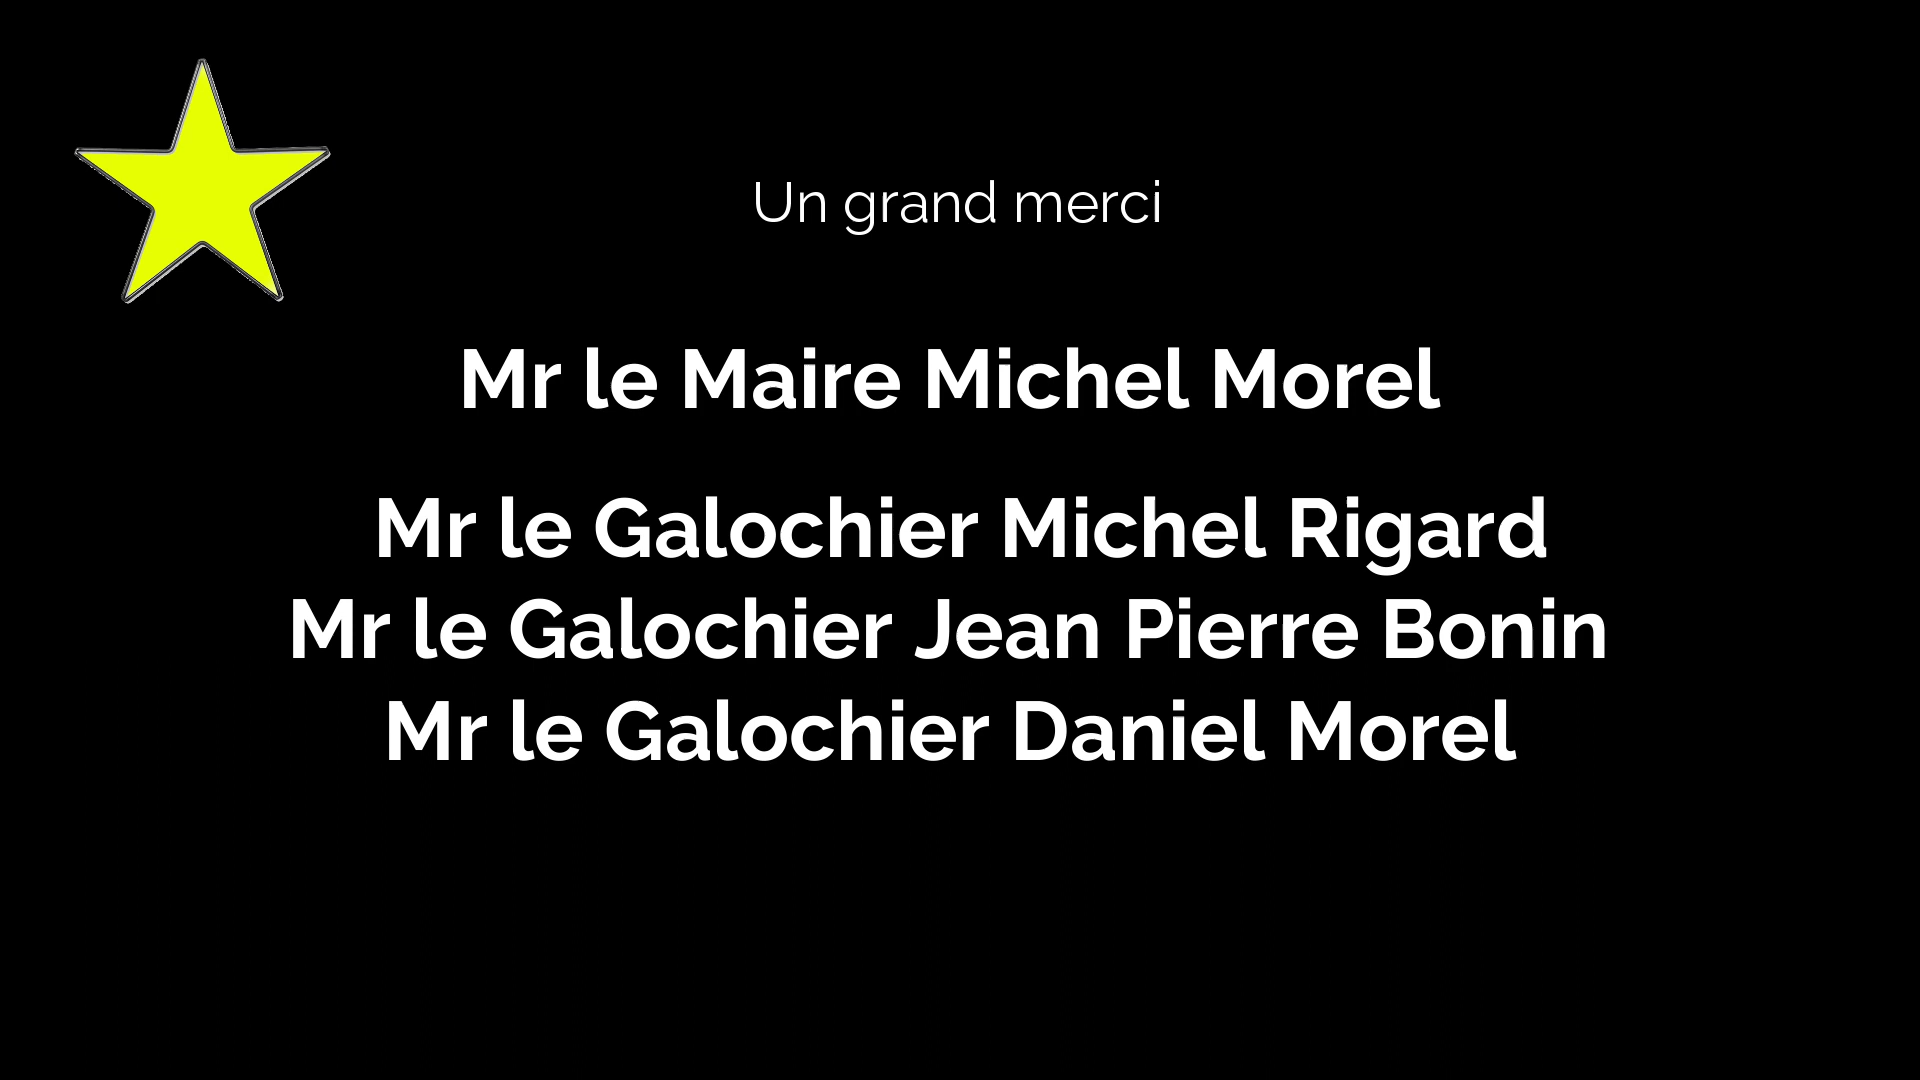 Un grand merci
Mr le Maire Michel Morel
Mr le Galochier Michel Rigard
Mr le Galochier Jean Pierre Bonin
Mr le Galochier Daniel Morel